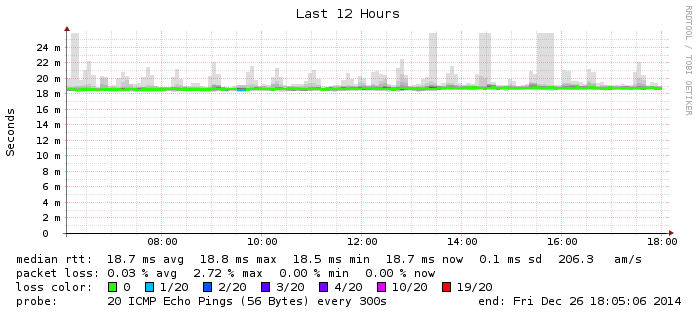 Last 12 Hours
RRDTOOL / TOBI OETIKER
Seconds
24 m
22 m
20 m
18 m
16 m
14 m
12 m
10 m
8 m
6 m
4 m
2 m
0
08:00 10:00 12:00 14:00 16:00 18:00
median rtt: 18.7 ms avg 18.8 ms max 18.5 ms min 18.7 ms now 0.1 ms sd 206.3 am/s
packet loss: 0.03 % avg 2.72 % max 0.00 % min 0.00 % now
loss color: 0 1/20 2/20 3/20 4/20 10/20 19/20
probe: 20 ICMP Echo Pings (56 Bytes) every 300s end: Fri Dec 26 18:05:06 2014